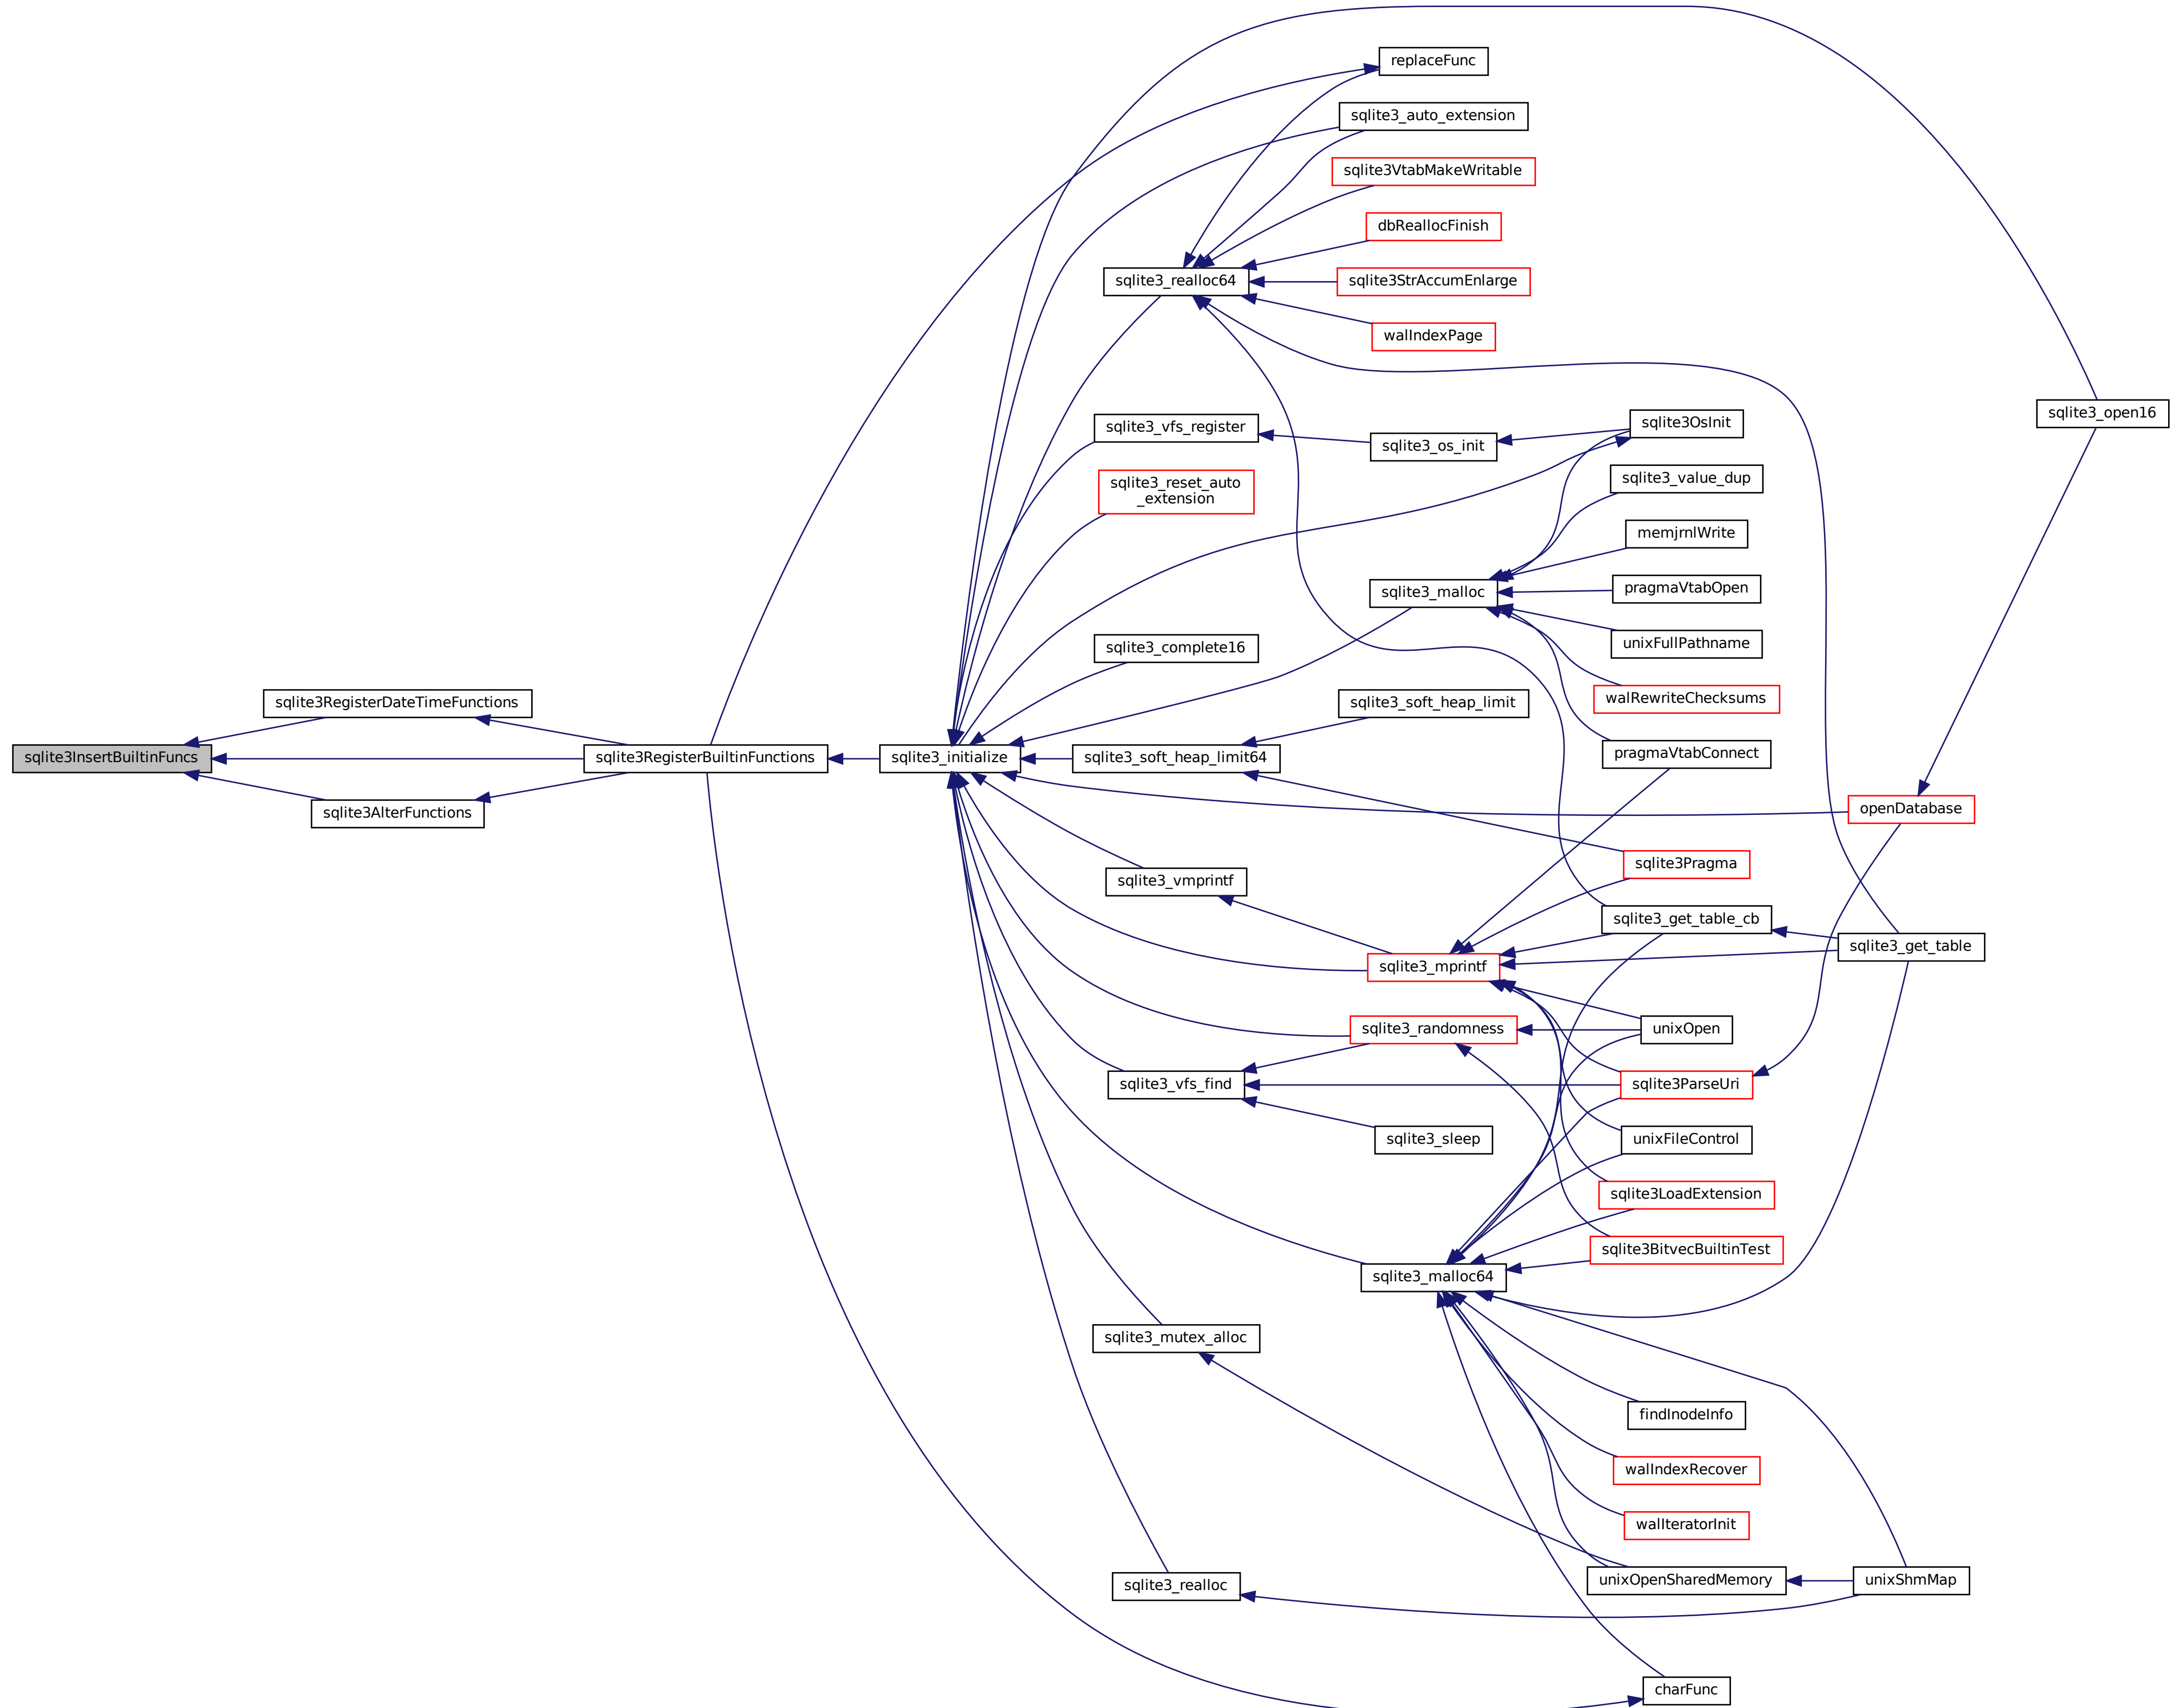 replaceFunc
sqlite3_auto_extension
sqlite3VtabMakeWritable
dbReallocFinish
sqlite3_realloc64
sqlite3StrAccumEnlarge
walIndexPage
sqlite3_open16
sqlite3OsInit
sqlite3_vfs_register
sqlite3_os_init
sqlite3_value_dup
sqlite3_reset_auto
_extension
memjrnlWrite
pragmaVtabOpen
sqlite3_malloc
unixFullPathname
sqlite3_complete16
walRewriteChecksums
sqlite3RegisterDateTimeFunctions
sqlite3_soft_heap_limit
pragmaVtabConnect
sqlite3InsertBuiltinFuncs
sqlite3RegisterBuiltinFunctions
sqlite3_initialize
sqlite3_soft_heap_limit64
openDatabase
sqlite3AlterFunctions
sqlite3Pragma
sqlite3_vmprintf
sqlite3_get_table_cb
sqlite3_get_table
sqlite3_mprintf
sqlite3_randomness
unixOpen
sqlite3_vfs_find
sqlite3ParseUri
sqlite3_sleep
unixFileControl
sqlite3LoadExtension
sqlite3BitvecBuiltinTest
sqlite3_malloc64
sqlite3_mutex_alloc
findInodeInfo
walIndexRecover
walIteratorInit
sqlite3_realloc
unixOpenSharedMemory
unixShmMap
charFunc